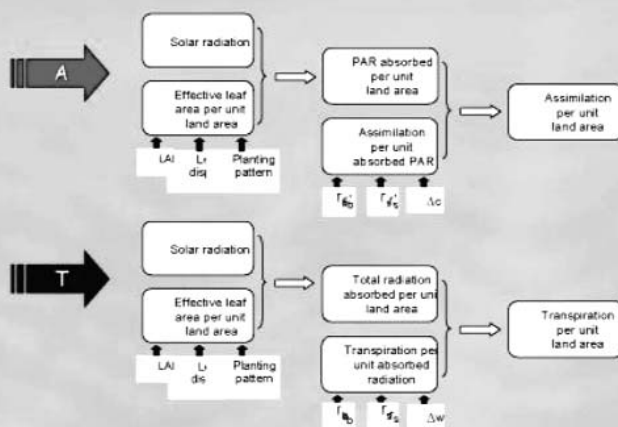 A
Solar radiation
Effective leaf
area per unit
land area
LAI
Planting
pattern
PAR absorbed
per unit
land area
Assimilation
per unit
absorbed PAR
Δc
Assimilation
per unit
land area
T
Solar radiation
Effective leaf
area per unit
land area
LAI
Planting
pattern
Total radiation
absorbed per uni
land area
Transpiration per
unit absorbed
radiation
Δw
Transpiration
per unit
land area